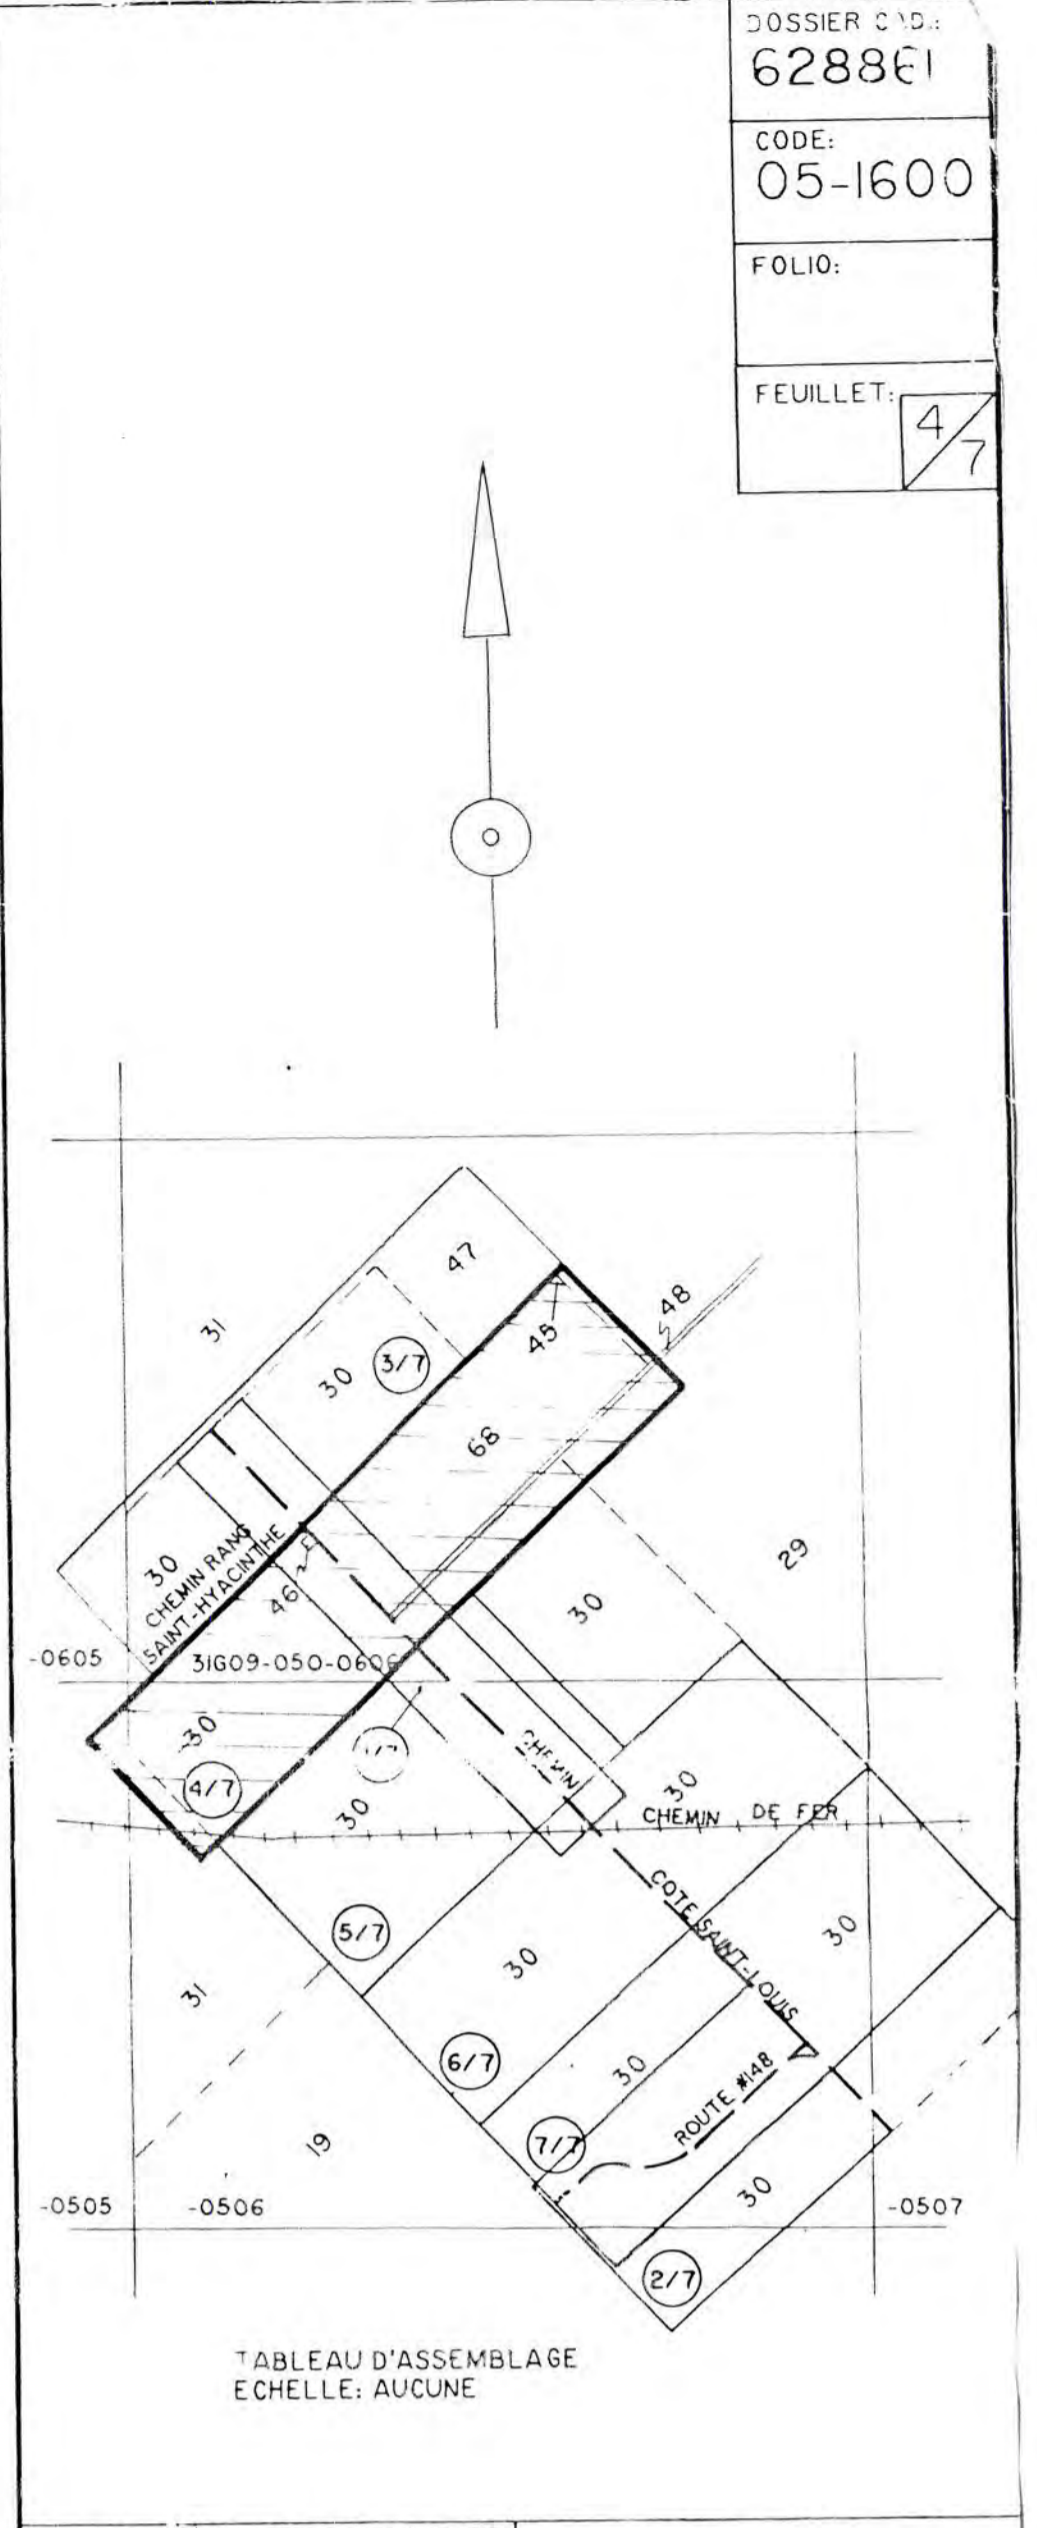 DOSSIER CAD.:
628861
CODE:
05-1600
FOLIO:
FEUILLET:
4/7
47
31
48
45
30
3/7
68
29
30
CHEMIN RANG
SAINT-HYACINTHE
46
30
-0605
31G09-050-0606
30
4/7
CHEMIN
30
30
CHEMIN DE FER
5/7
COTE SAINT-LOUIS
30
30
31
6/7
30
ROUTE #148
7/7
19
30
-0505
-0506
-0507
2/7
TABLEAU D'ASSEMBLAGE
ECHELLE: AUCUNE